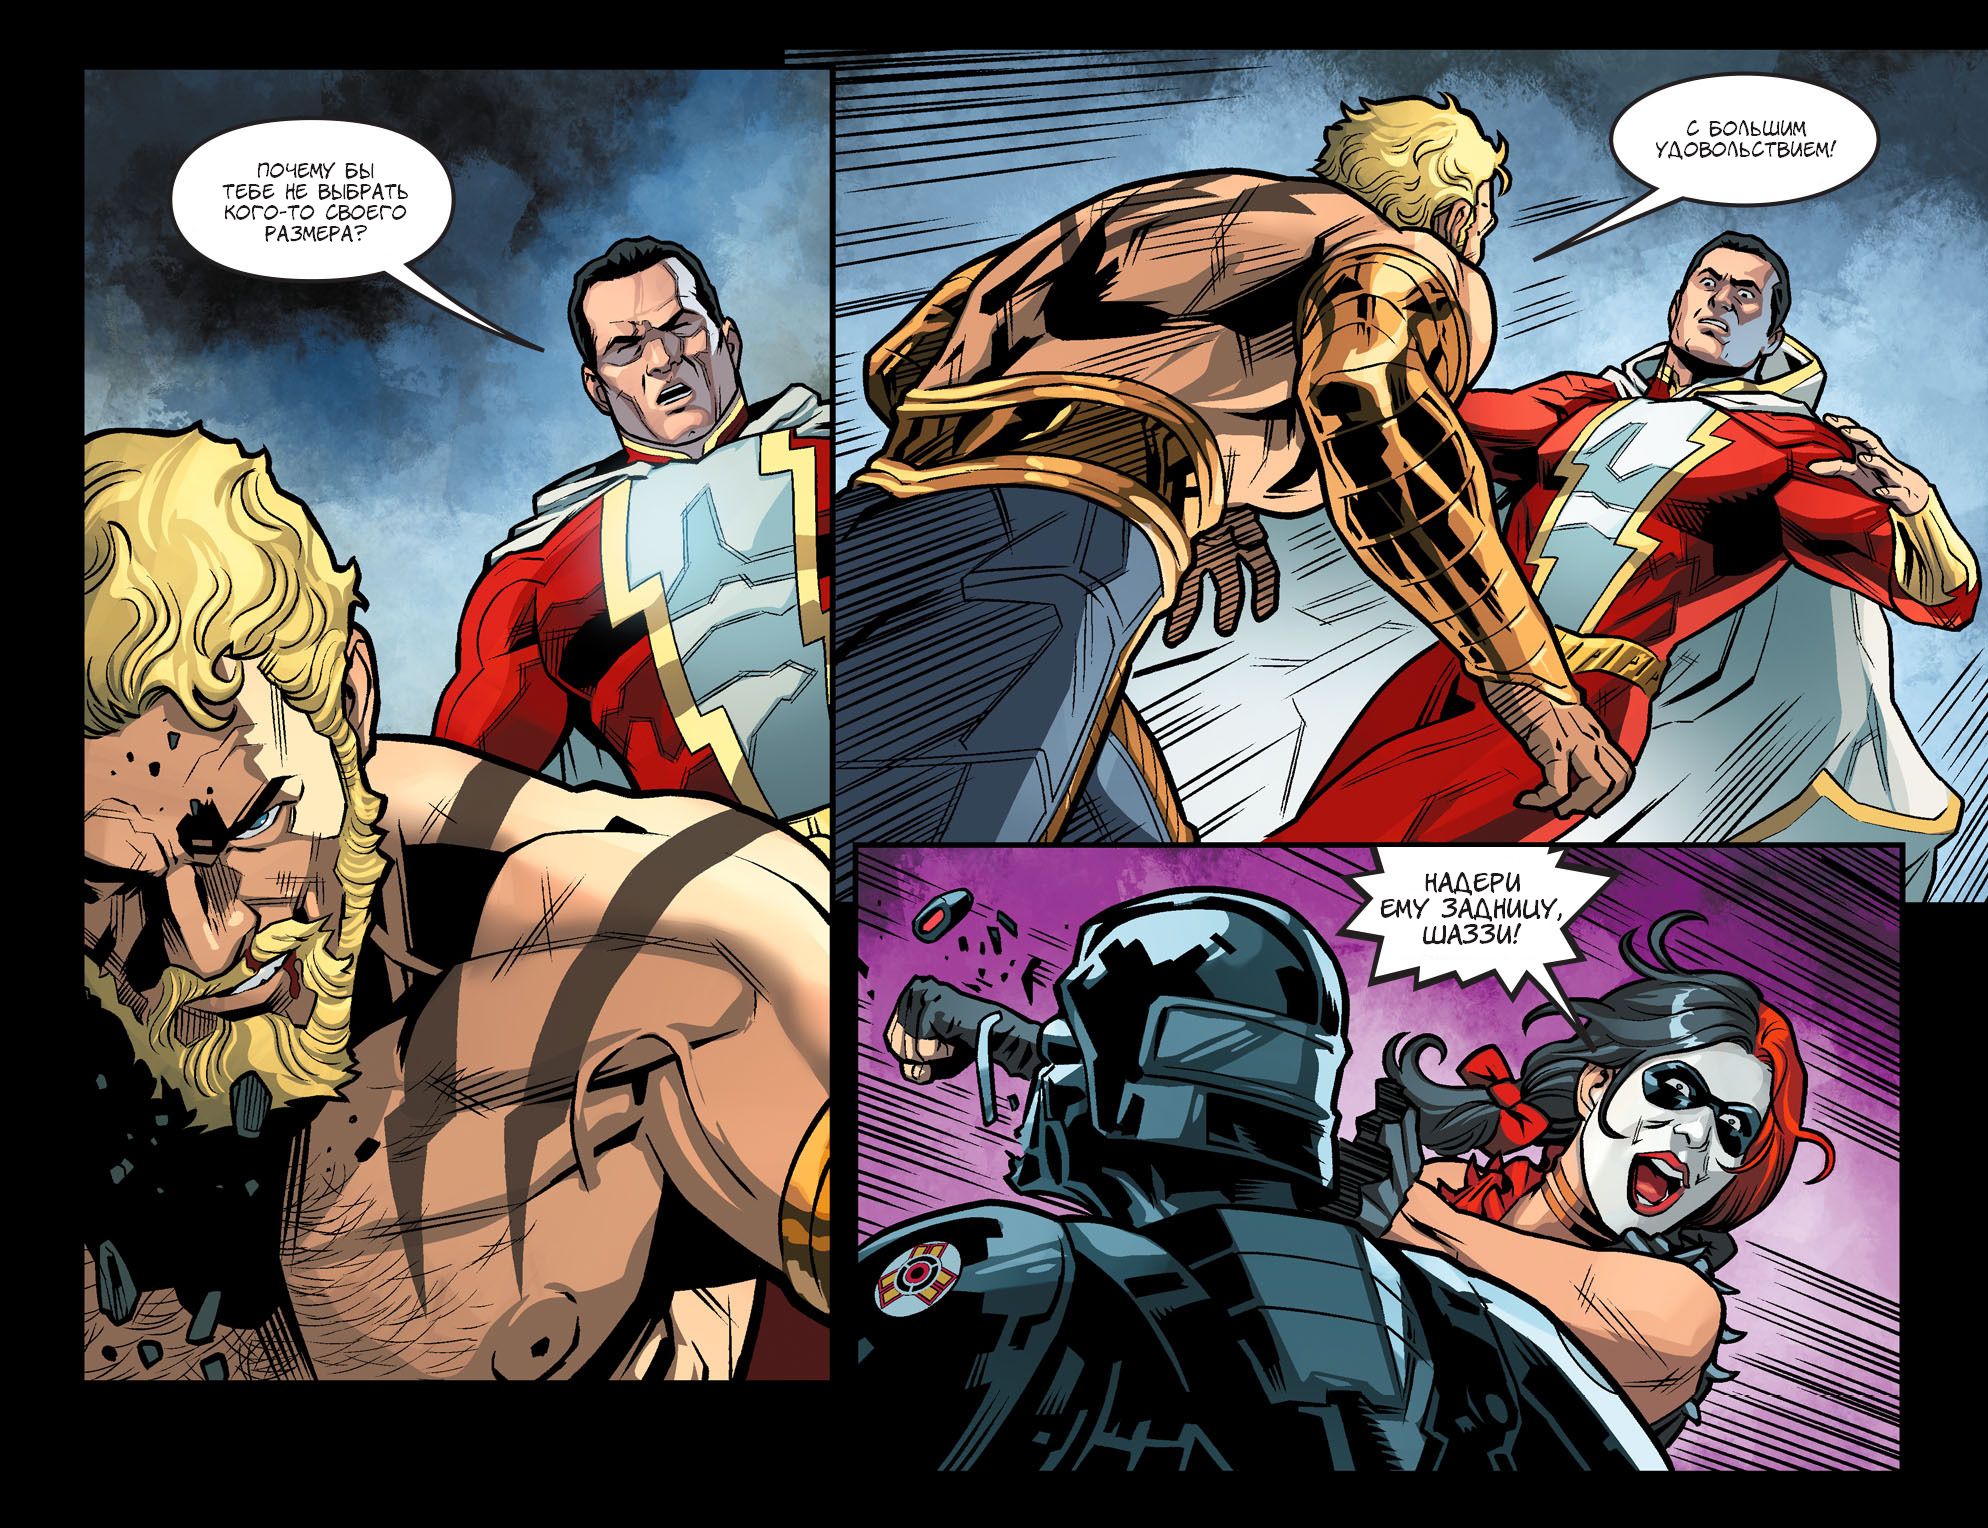 ПОЧЕМУ БЫ
ТЕБЕ НЕ ВЫБРАТЬ
КОГО-ТО СВОЕГО
РАЗМЕРА?
С БОЛЬШИМ
УДОВОЛЬСТВИЕМ!
НАДЕРИ
ЕМУ ЗАДНИЦУ,
ШАЗЗИ!